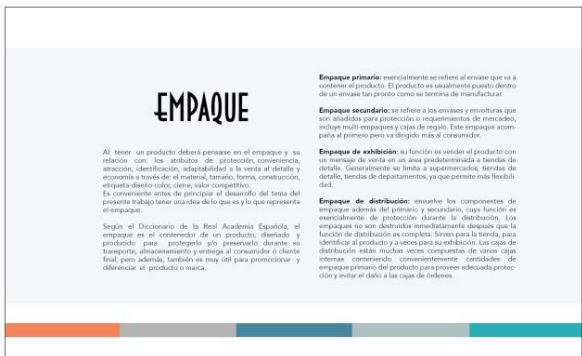 EMPAQUE
Al tener un producto deberá pensarse en el empaque y su
relación con: los atributos de protección, conveniencia,
atracción, identificación, adaptabilidad a la venta al detalle y
economía a través de: el material, tamaño, forma, construcción,
etiqueta-diseño-color, cierre, valor competitivo.
Es conveniente antes de principiar el desarrollo del tema del
presente trabajo tener una idea de lo que es y lo que representa
el empaque.
Según el Diccionario de la Real Academia Española, el
empaque es el contenedor de un producto, diseñado y
producido para protegerlo y/o preservarlo durante su
transporte, almacenamiento y entrega al consumidor o cliente
final; pero además, también es muy útil para promocionar y
diferenciar el producto o marca.
Empaque primario: esencialmente se refiere al envase que va a
contener el producto. El producto es usualmente puesto dentro
de un envase tan pronto como se termina de manufacturar.
Empaque secundario: se refiere a los envases y envolturas que
son añadidos para protección o requerimientos de mercadeo,
incluye multi-empaques y cajas de regalo. Este empaque acom-
paña al primero pero va dirigido más al consumidor.
Empaque de exhibición: su función es vender el producto con
un mensaje de venta en un área predeterminada a tiendas de
detalle. Generalmente se limita a supermercados, tiendas de
detalle, tiendas de departamentos, ya que permite más flexibili-
dad.
Empaque de distribución: envuelve los componentes de
empaque además del primario y secundario, cuya función es
esencialmente de protección durante la distribución. Los
empaques no son destruidos inmediatamente después que la
función de distribución es completa. Sirven para la tienda, para
identificar al producto y a veces para su exhibición. Las cajas de
distribución están muchas veces compuestas de varias cajas
internas conteniendo convenientemente cantidades de
empaque primario del producto para proveer adecuada protec-
ción y evitar el daño a las cajas de órdenes.